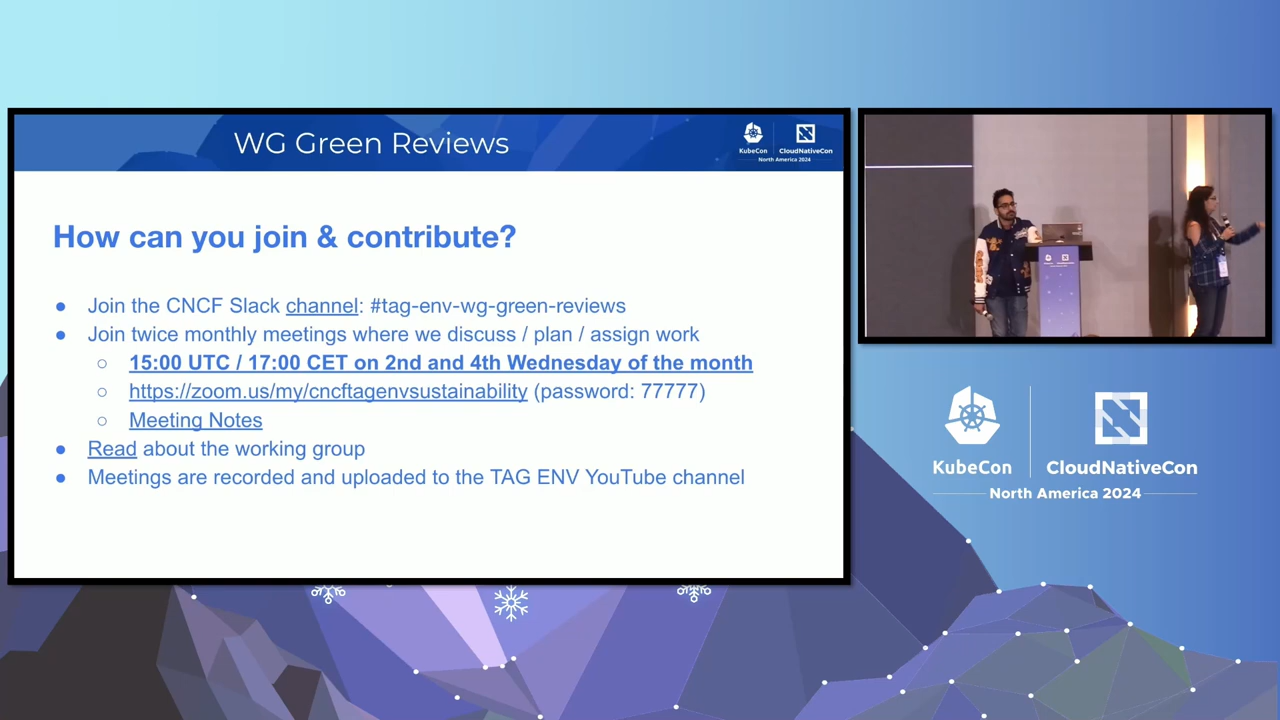 WG Green Reviews
KubeCon
CloudNativeCon
North America 2024
How can you join & contribute?
● Join the CNCF Slack channel: #tag-env-wg-green-reviews
● Join twice monthly meetings where we discuss / plan / assign work
○ 15:00 UTC / 17:00 CET on 2nd and 4th Wednesday of the month
○ https://zoom.us/my/cncftagenvsustainability (password: 77777)
○ Meeting Notes
● Read about the working group
● Meetings are recorded and uploaded to the TAG ENV YouTube channel
KubeCon
CloudNativeCon
North America 2024